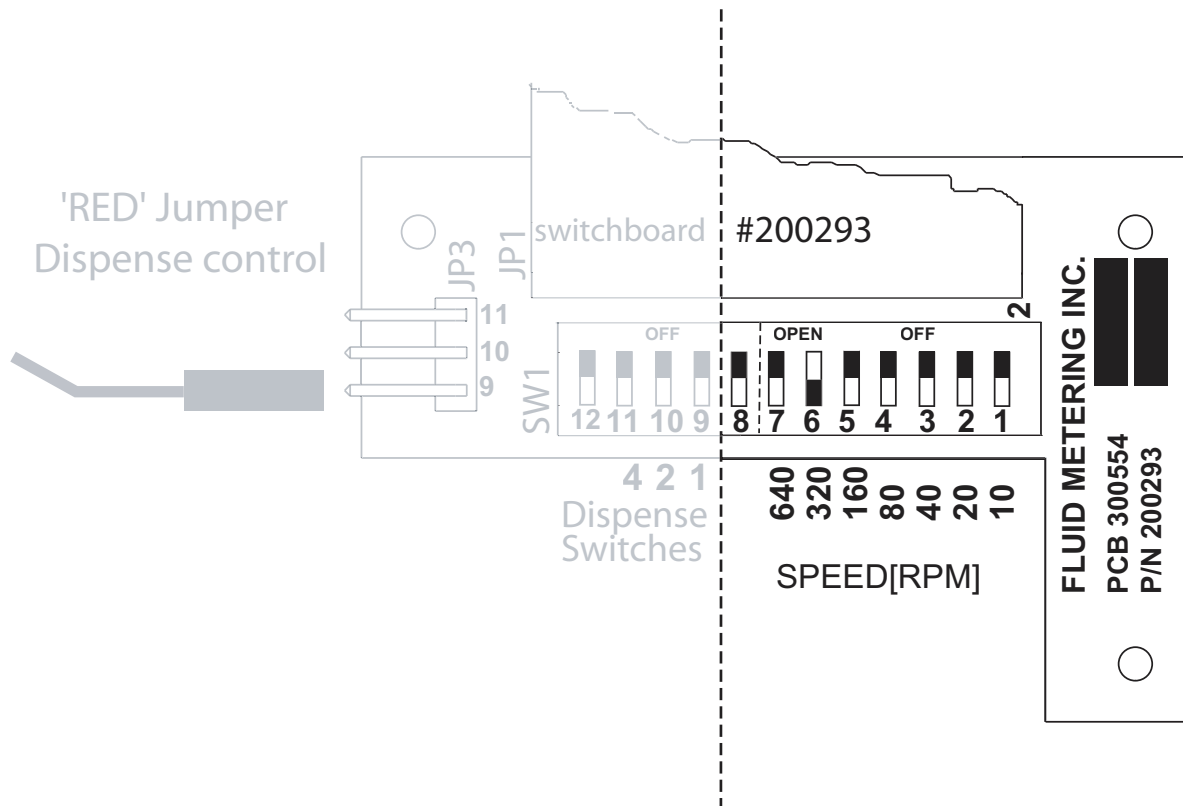 'RED' Jumper
Dispense control
JP3
JP1
switchboard #200293
11
10
9
2
SW1
OFF OPEN OFF
12 11 10 9 8 7 6 5 4 3 2 1
4 2 1
Dispense
Switches
640 320 160 80 40 20 10
SPEED[RPM]
FLUID METERING INC.
PCB 300554
P/N 200293